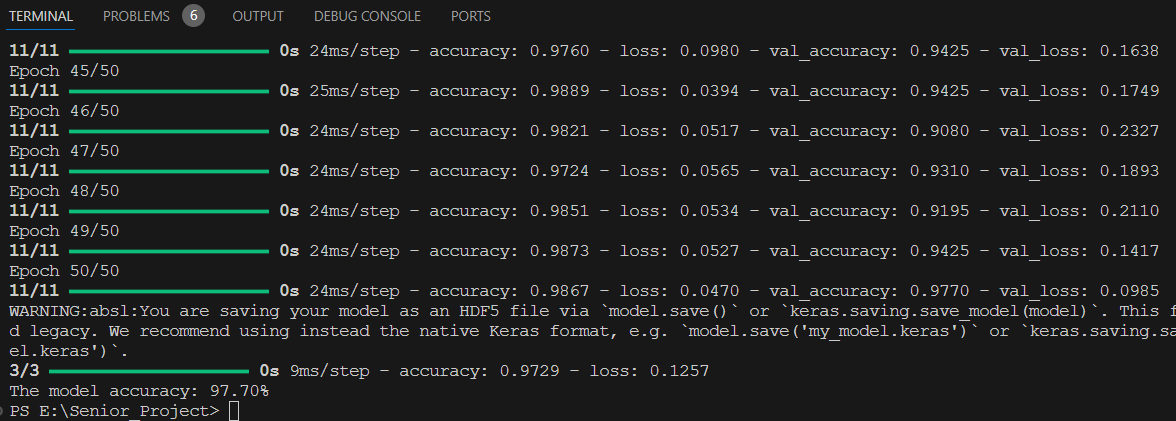 TERMINAL PROBLEMS 6 OUTPUT DEBUG CONSOLE PORTS
11/11 0s 24ms/step - accuracy: 0.9760 - loss: 0.0980 - val_accuracy: 0.9425 - val_loss: 0.1638
Epoch 45/50
11/11 0s 25ms/step - accuracy: 0.9889 - loss: 0.0394 - val_accuracy: 0.9425 - val_loss: 0.1749
Epoch 46/50
11/11 0s 24ms/step - accuracy: 0.9821 - loss: 0.0517 - val_accuracy: 0.9080 - val_loss: 0.2327
Epoch 47/50
11/11 0s 24ms/step - accuracy: 0.9724 - loss: 0.0565 - val_accuracy: 0.9310 - val_loss: 0.1893
Epoch 48/50
11/11 0s 24ms/step - accuracy: 0.9851 - loss: 0.0534 - val_accuracy: 0.9195 - val_loss: 0.2110
Epoch 49/50
11/11 0s 24ms/step - accuracy: 0.9873 - loss: 0.0527 - val_accuracy: 0.9425 - val_loss: 0.1417
Epoch 50/50
11/11 0s 24ms/step - accuracy: 0.9867 - loss: 0.0470 - val_accuracy: 0.9770 - val_loss: 0.0985
WARNING:absl:You are saving your model as an HDF5 file via `model.save()` or `keras.saving.save_model(model)`. This f
d legacy. We recommend using instead the native Keras format, e.g. `model.save('my_model.keras')` or `keras.saving.sa
el.keras')`.
3/3 0s 9ms/step - accuracy: 0.9729 - loss: 0.1257
The model accuracy: 97.70%
PS E:\Senior_Project>